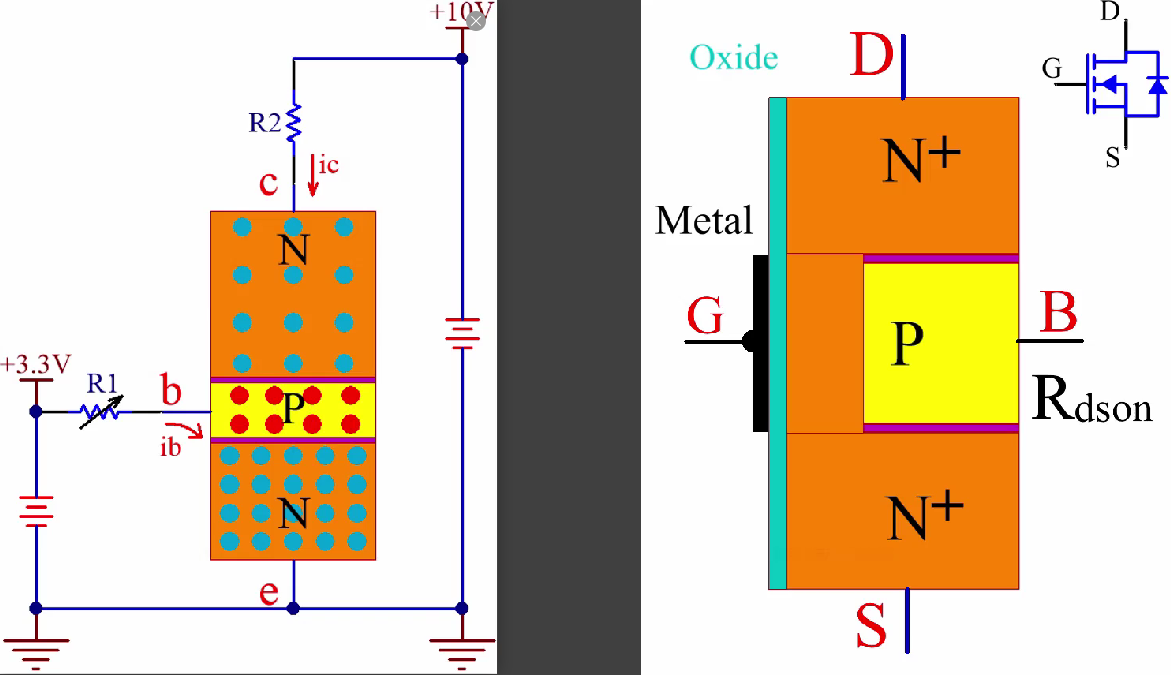 +10V
R2
ic
c
N
+3.3V
R1
b
P
ib
N
e
Oxide
D
D
G
S
N+
Metal
G
P
B
Rdson
N+
S